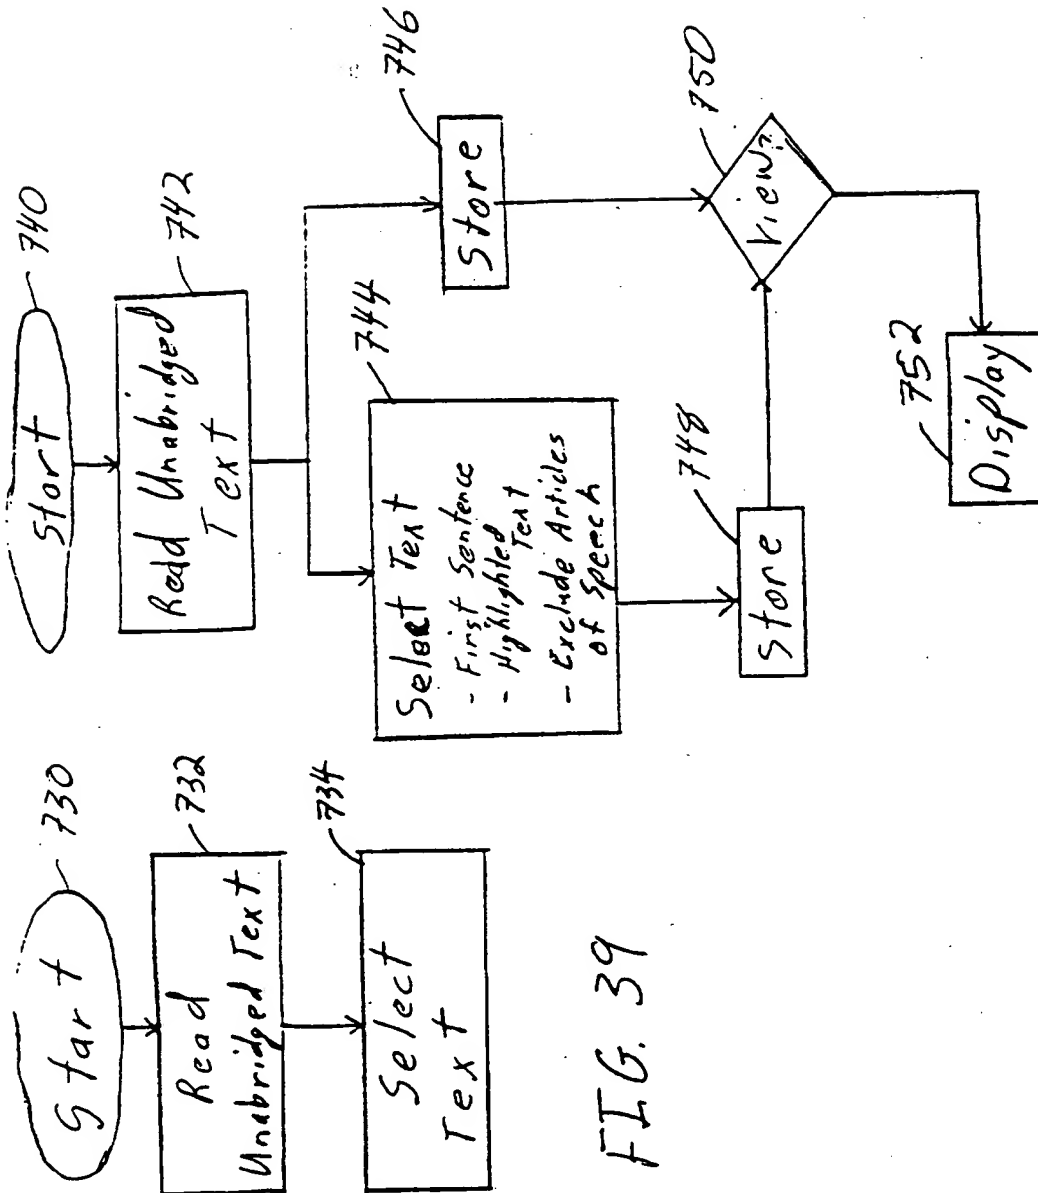 Start
730
Read
Unabridged Text
732
Select
Text
734
FIG. 39
Start
740
Read Unabridged
Text
742
Select Text
- First Sentence
- Highlighted
Text
- Exclude Articles
of Speech
744
Store
746
Store
748
View?
750
Display
752